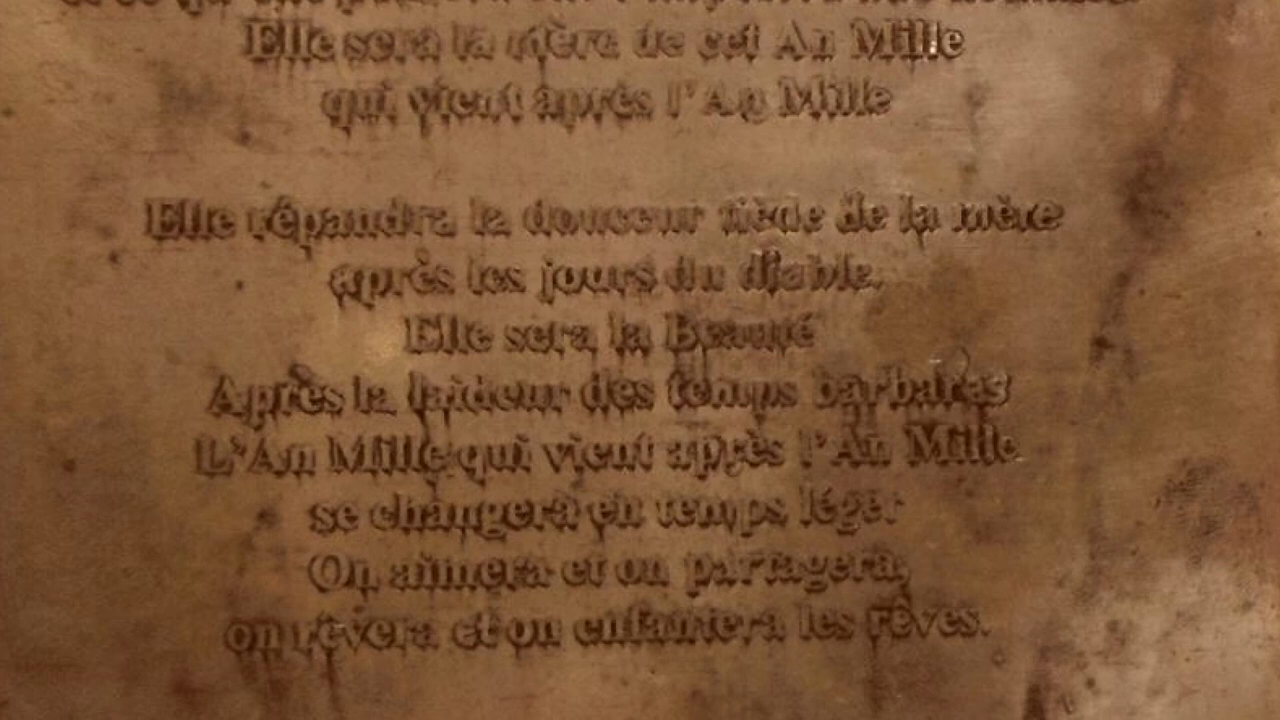 Elle sera la mère de cet An Mille
qui vient après l'An Mille
Elle répandra la douceur tiède de la mère
après les jours du diable.
Elle sera la Beauté
Après la laideur des temps barbares
L'An Mille qui vient après l'An Mille
se changera en temps léger
On aimera et on partagera,
on rêvera et on enfantera les rêves.